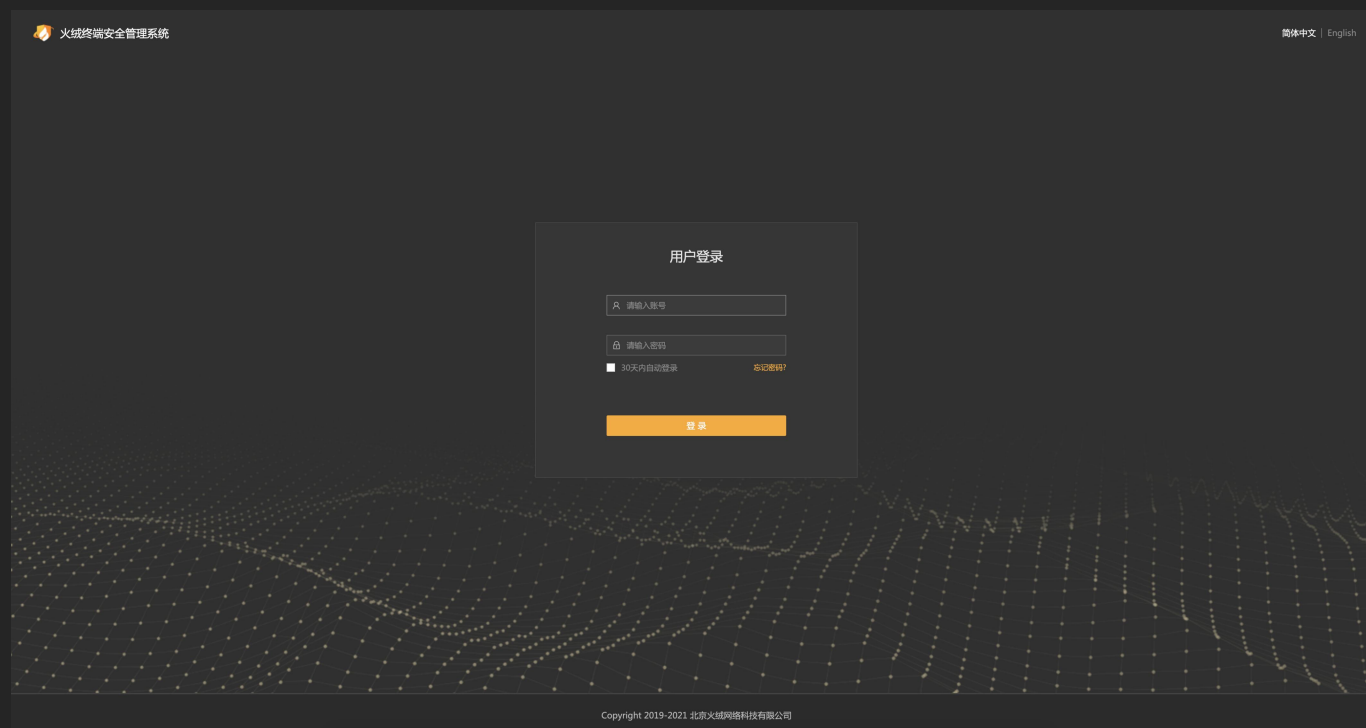 火绒终端安全管理系统
简体中文 | English
用户登录
请输入账号
请输入密码
30天内自动登录 忘记密码?
登 录
Copyright 2019-2021 北京火绒网络科技有限公司